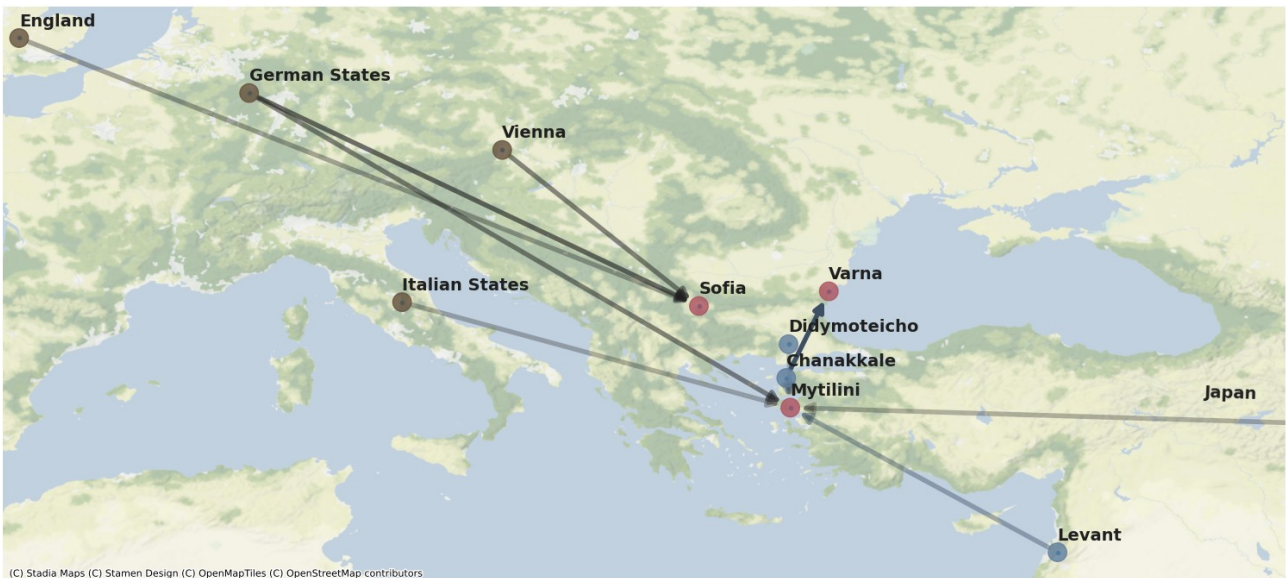 England
German States
Vienna
Italian States
Sofia
Varna
Didymoteicho
Chanakkale
Mytilini
Japan
Levant
(C) Stadia Maps (C) Stamen Design (C) OpenMapTiles (C) OpenStreetMap contributors